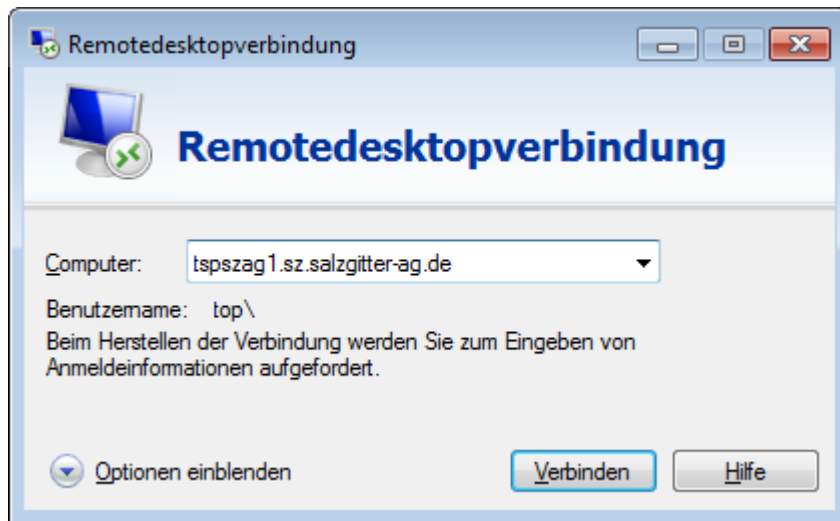 Remotedesktopverbindung
Remotedesktopverbindung
Computer: tspszag1.sz.salzgitter-ag.de
Benutzername: top\
Beim Herstellen der Verbindung werden Sie zum Eingeben von
Anmeldeinformationen aufgefordert.
Optionen einblenden Verbinden Hilfe